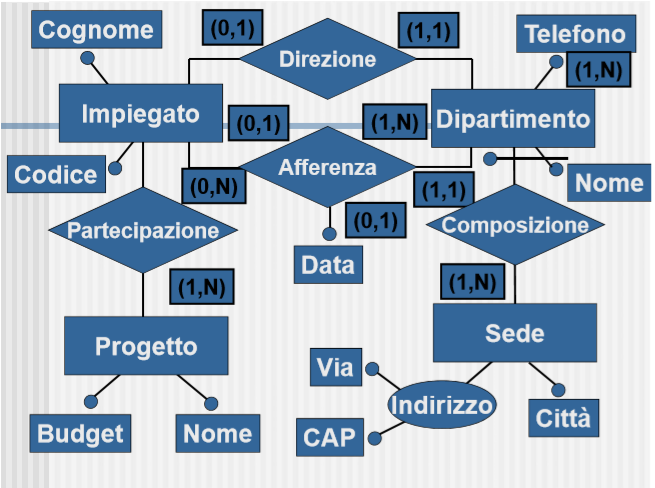 Cognome
(0,1)
Direzione
(1,1)
Telefono
(1,N)
Impiegato
(0,1)
(1,N)
Dipartimento
Codice
(0,N)
Afferenza
(1,1)
Nome
Partecipazione
(0,1)
Composizione
Data
(1,N)
(1,N)
Progetto
Sede
Via
Indirizzo
Città
Budget
Nome
CAP